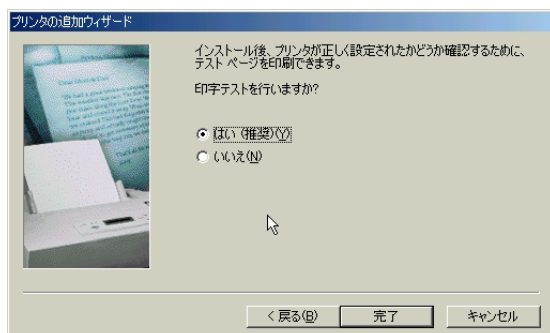 プリンタの追加ウィザード
インストール後、プリンタが正しく設定されたかどうか確認するために、
テスト ページを印刷できます。
印字テストを行いますか?
はい (推奨)(Y)
いいえ(N)
< 戻る(B)
完了
キャンセル